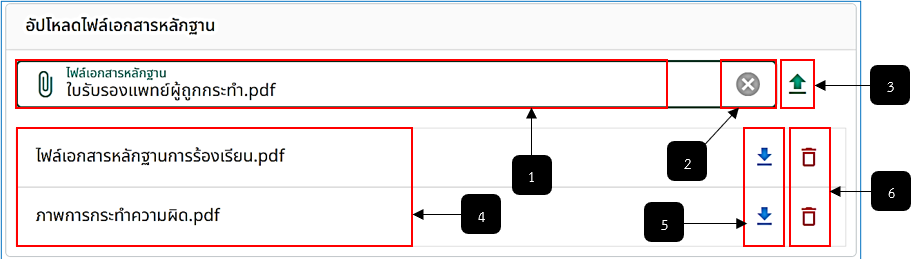 อัปโหลดไฟล์เอกสารหลักฐาน
ไฟล์เอกสารหลักฐาน
ใบรับรองแพทย์ผู้ถูกกระทำ.pdf
3
1
2
ไฟล์เอกสารหลักฐานการร้องเรียน.pdf
6
ภาพการกระทำความผิด.pdf
4
5